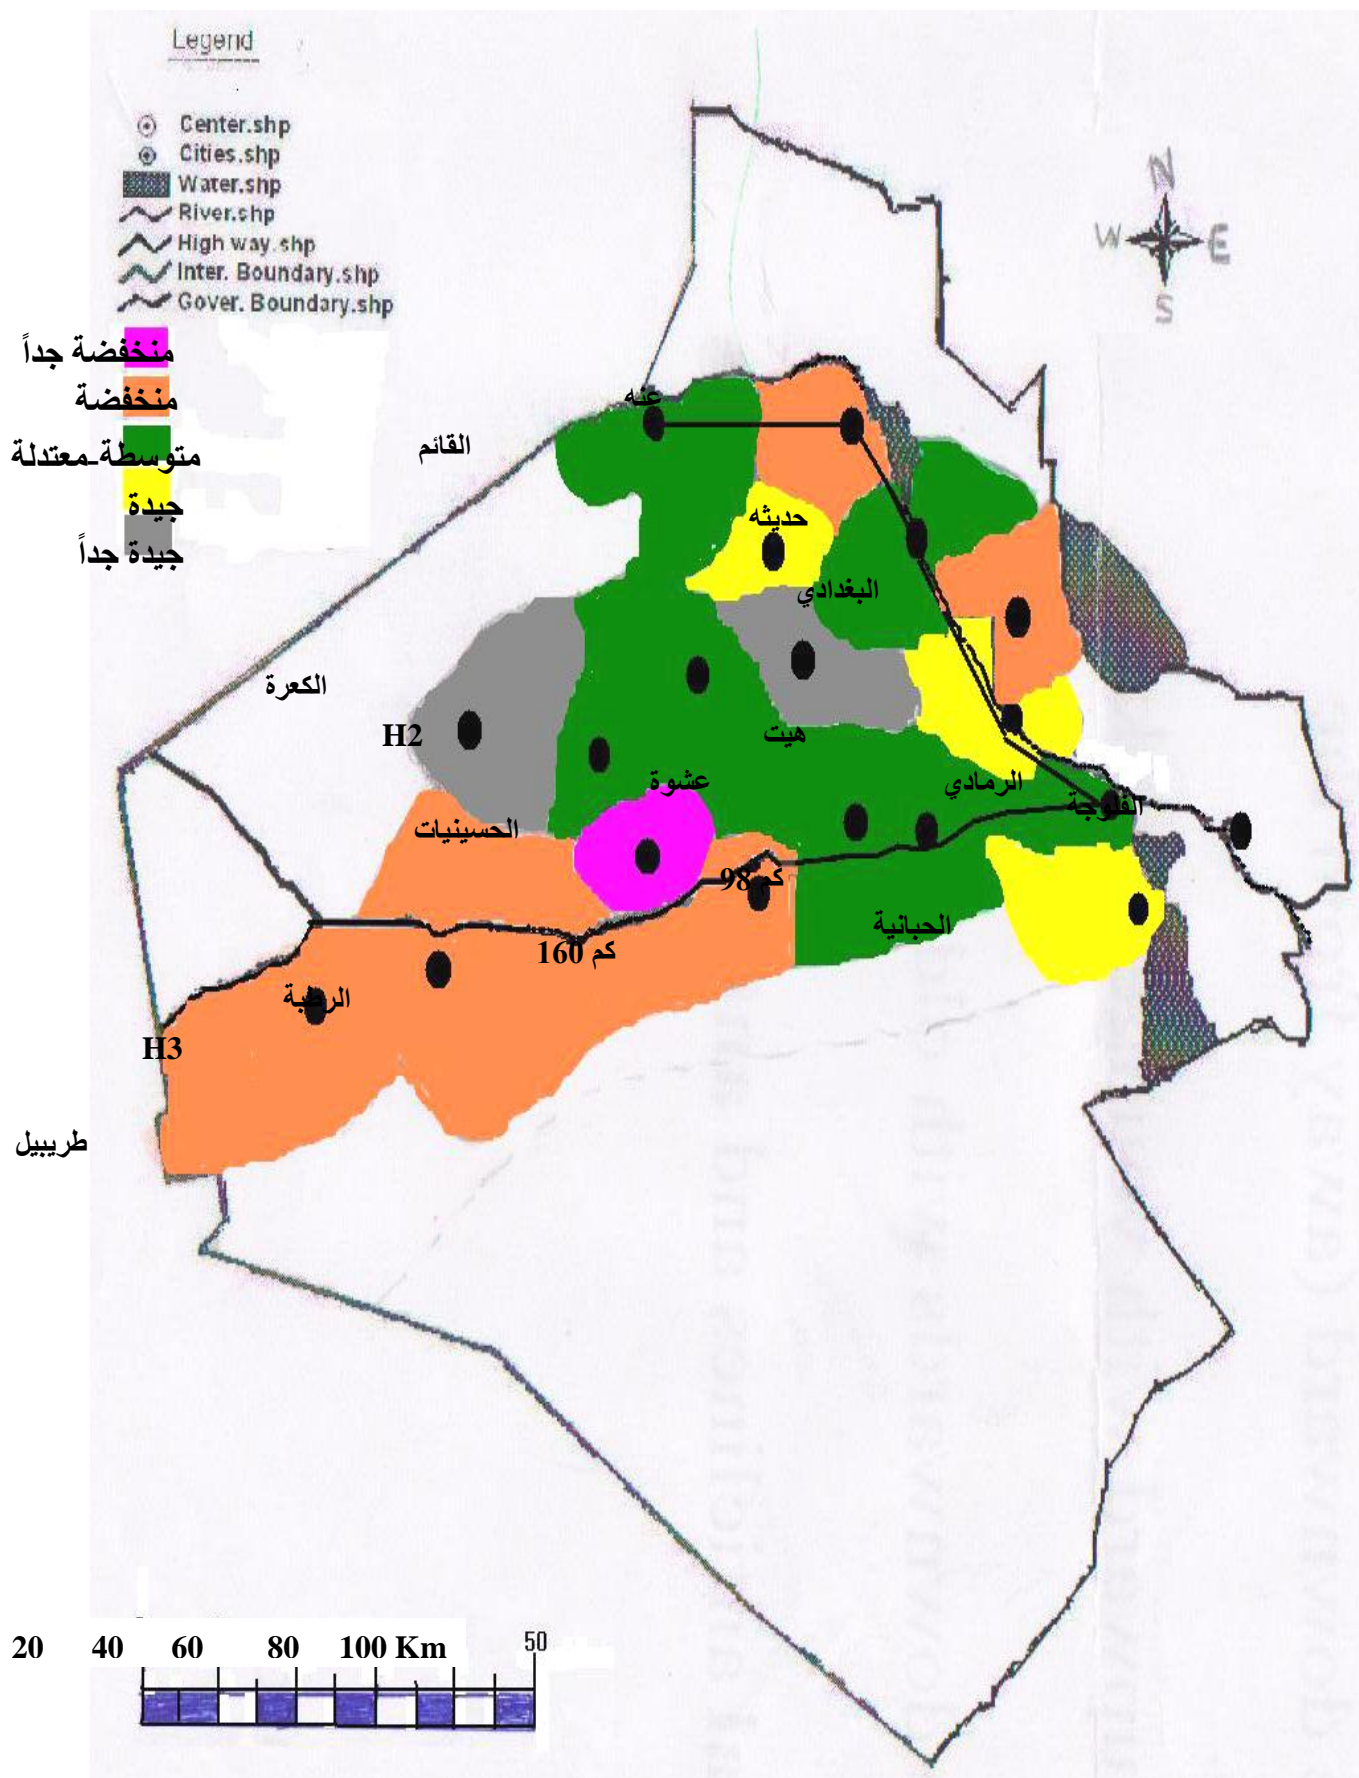 Legend
Center.shp
Cities.shp
Water.shp
River.shp
High way.shp
Inter. Boundary.shp
Gover. Boundary.shp
منخفضة جداً
منخفضة
متوسطة-معتدلة
جيدة
جيدة جداً
N
W E
S
عنه
القائم
حديثه
البغدادي
الكعرة
H2
هيت
عشوة
الرمادي
الفلوجة
الحسينيات
كم 98
الحبانية
كم 160
الرطبة
H3
طريبيل
20 40 60 80 100 Km 50